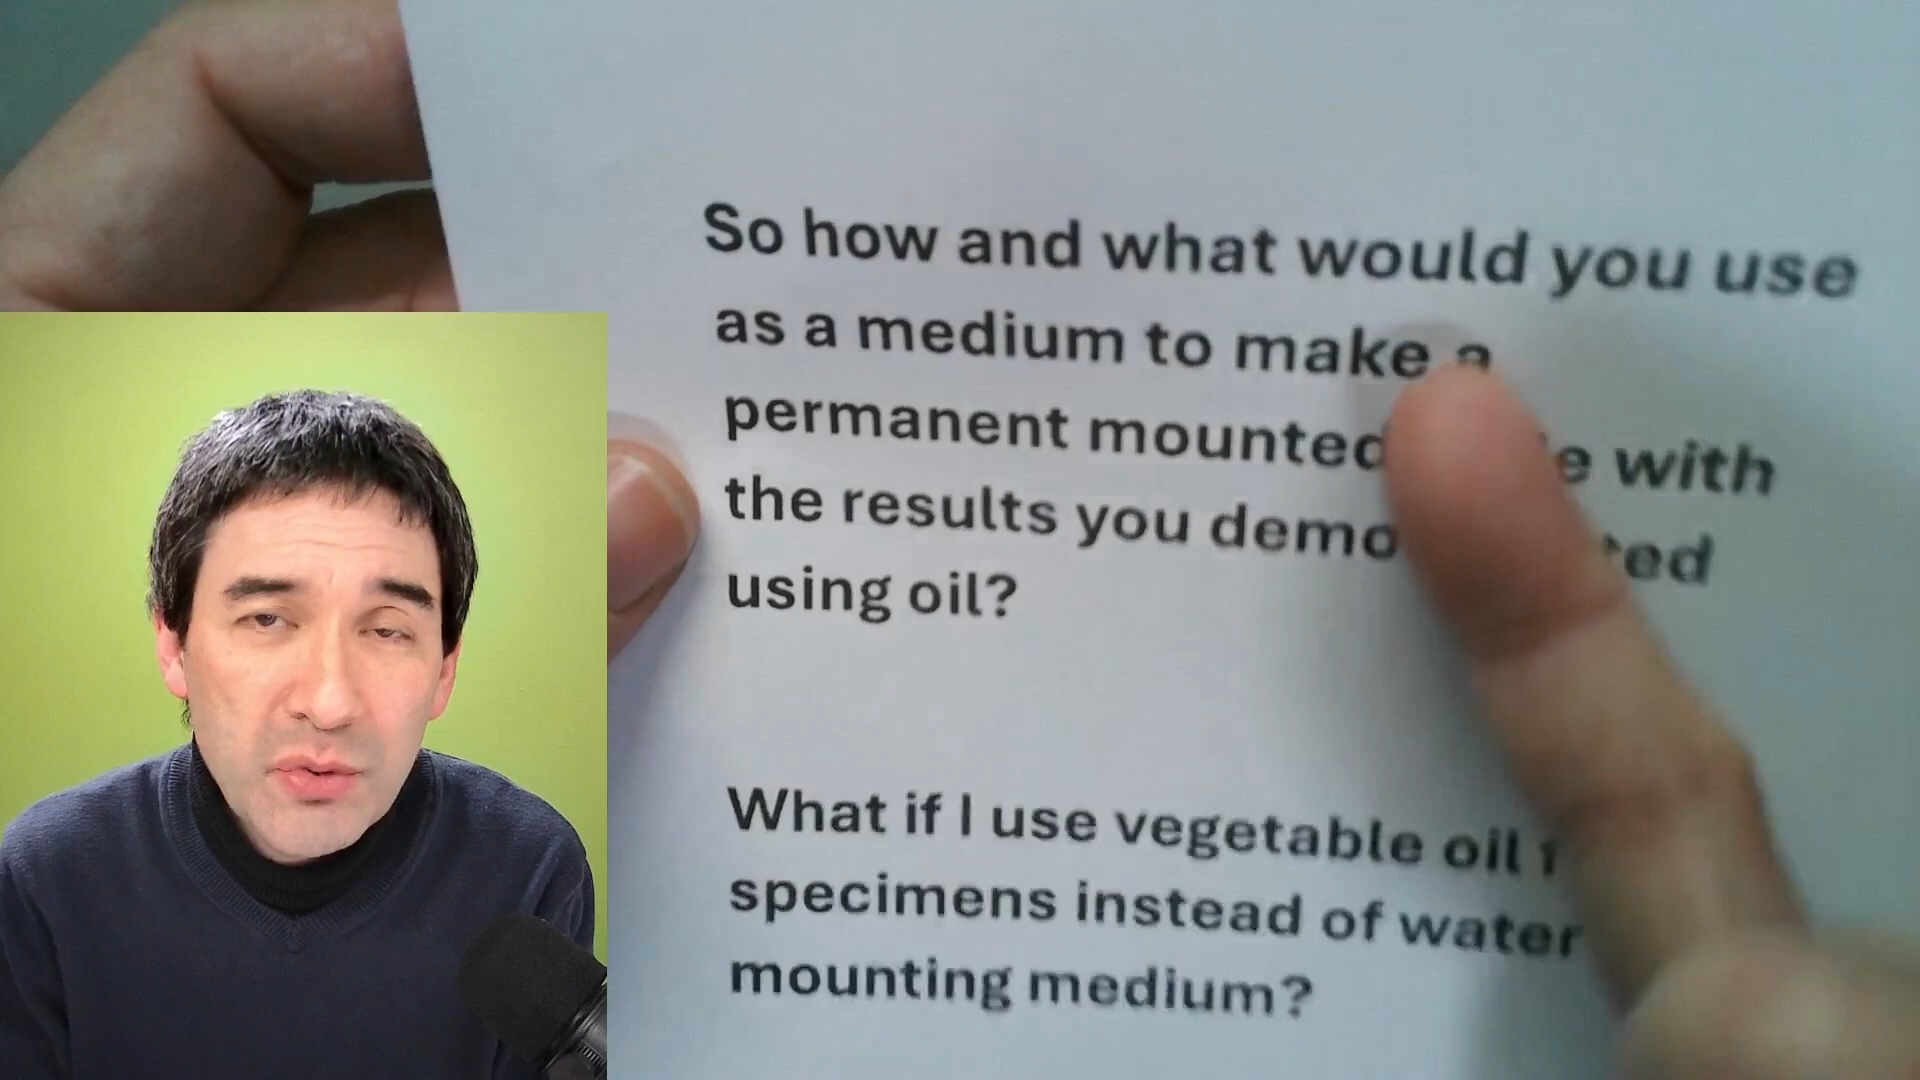 So how and what would you use
as a medium to make a
permanent mounted with
the results you
using oil?
What if I use vegetable oil
specimens instead of water
mounting medium?